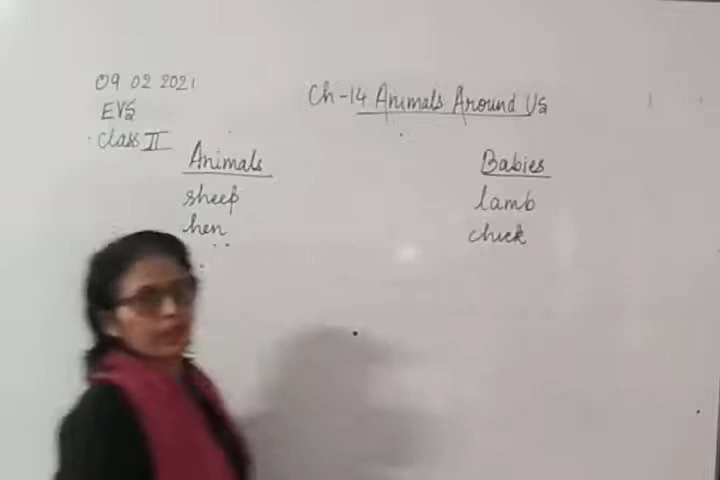 09 02 2021
Ch-14 Animals Around Us
EVS
Class II
Animals Babies
sheep lamb
hen chick